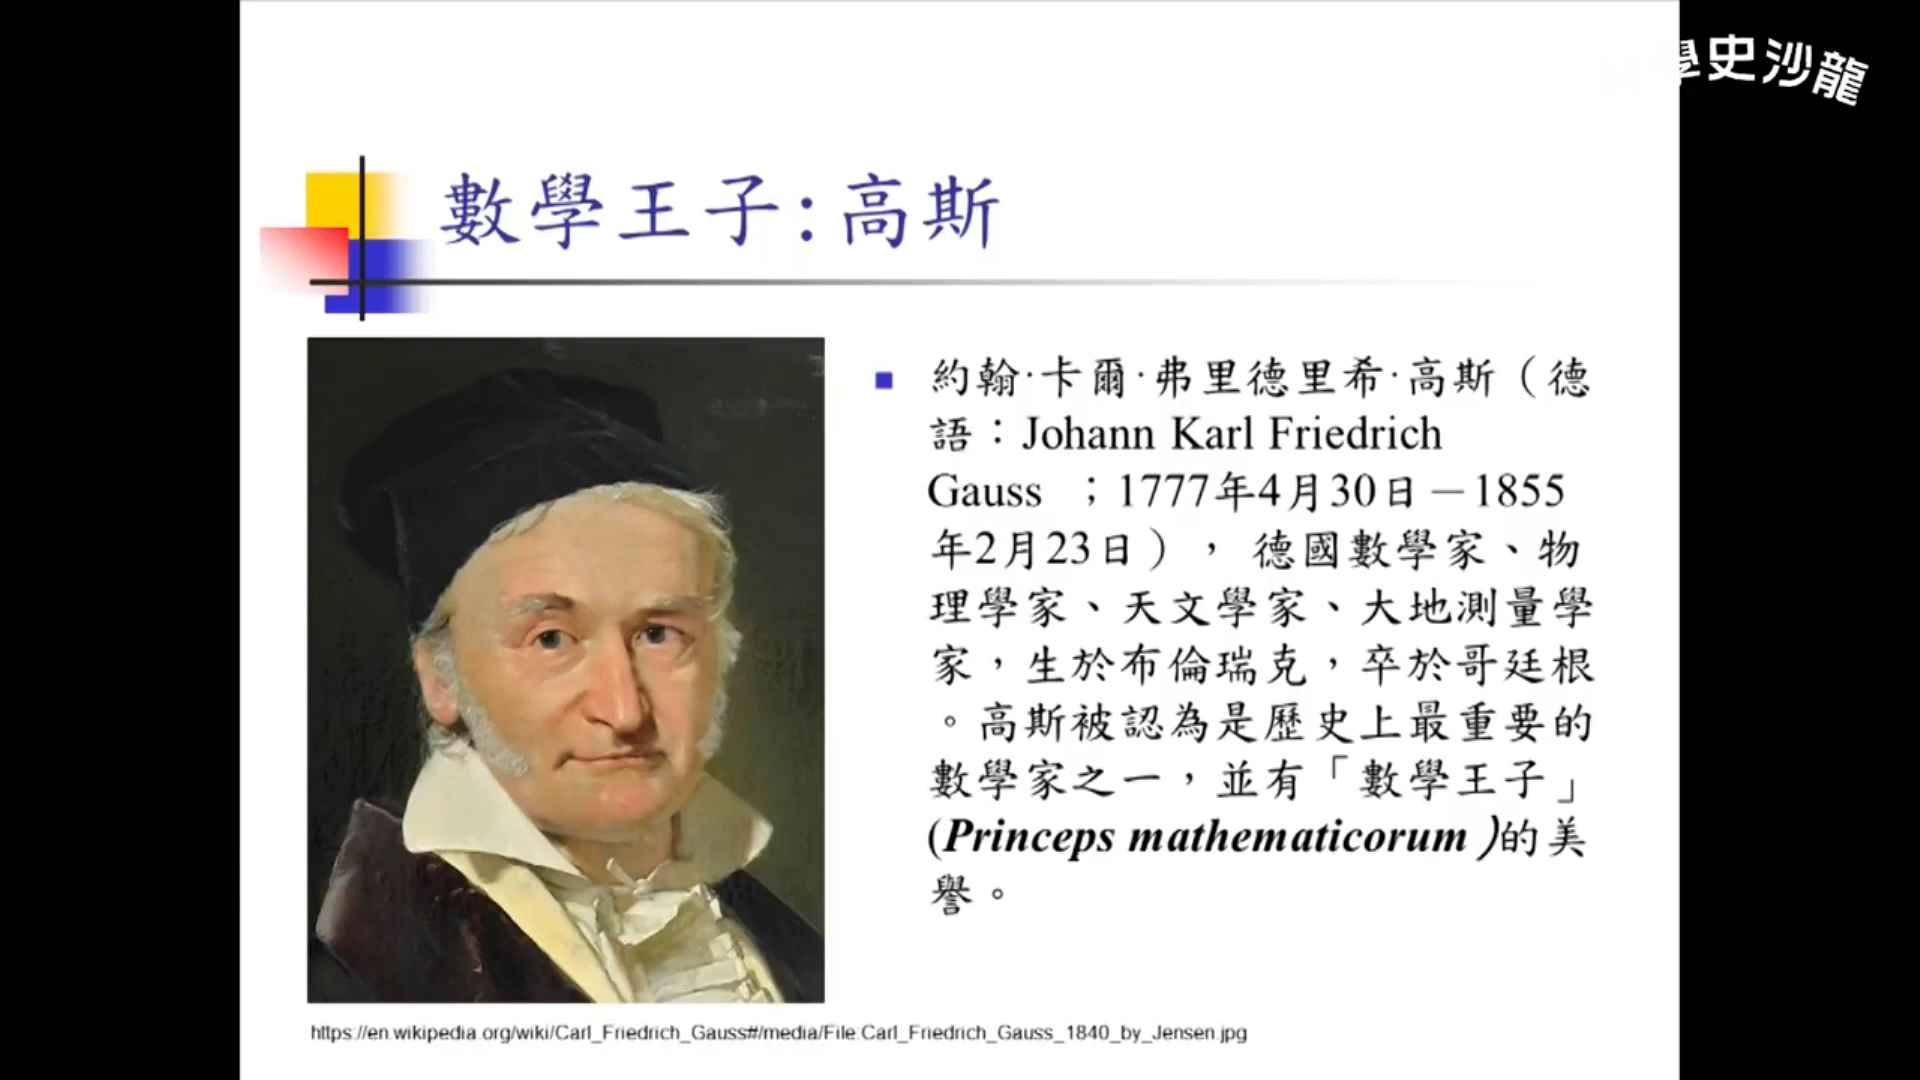 學史沙龍
數學王子:高斯
約翰·卡爾·弗里德里希·高斯（德
語：Johann Karl Friedrich
Gauss ；1777年4月30日－1855
年2月23日）， 德國數學家、物
理學家、天文學家、大地測量學
家，生於布倫瑞克，卒於哥廷根
。高斯被認為是歷史上最重要的
數學家之一，並有「數學王子」
(Princeps mathematicorum )的美
譽。
https://en.wikipedia.org/wiki/Carl_Friedrich_Gauss#/media/File:Carl_Friedrich_Gauss_1840_by_Jensen.jpg